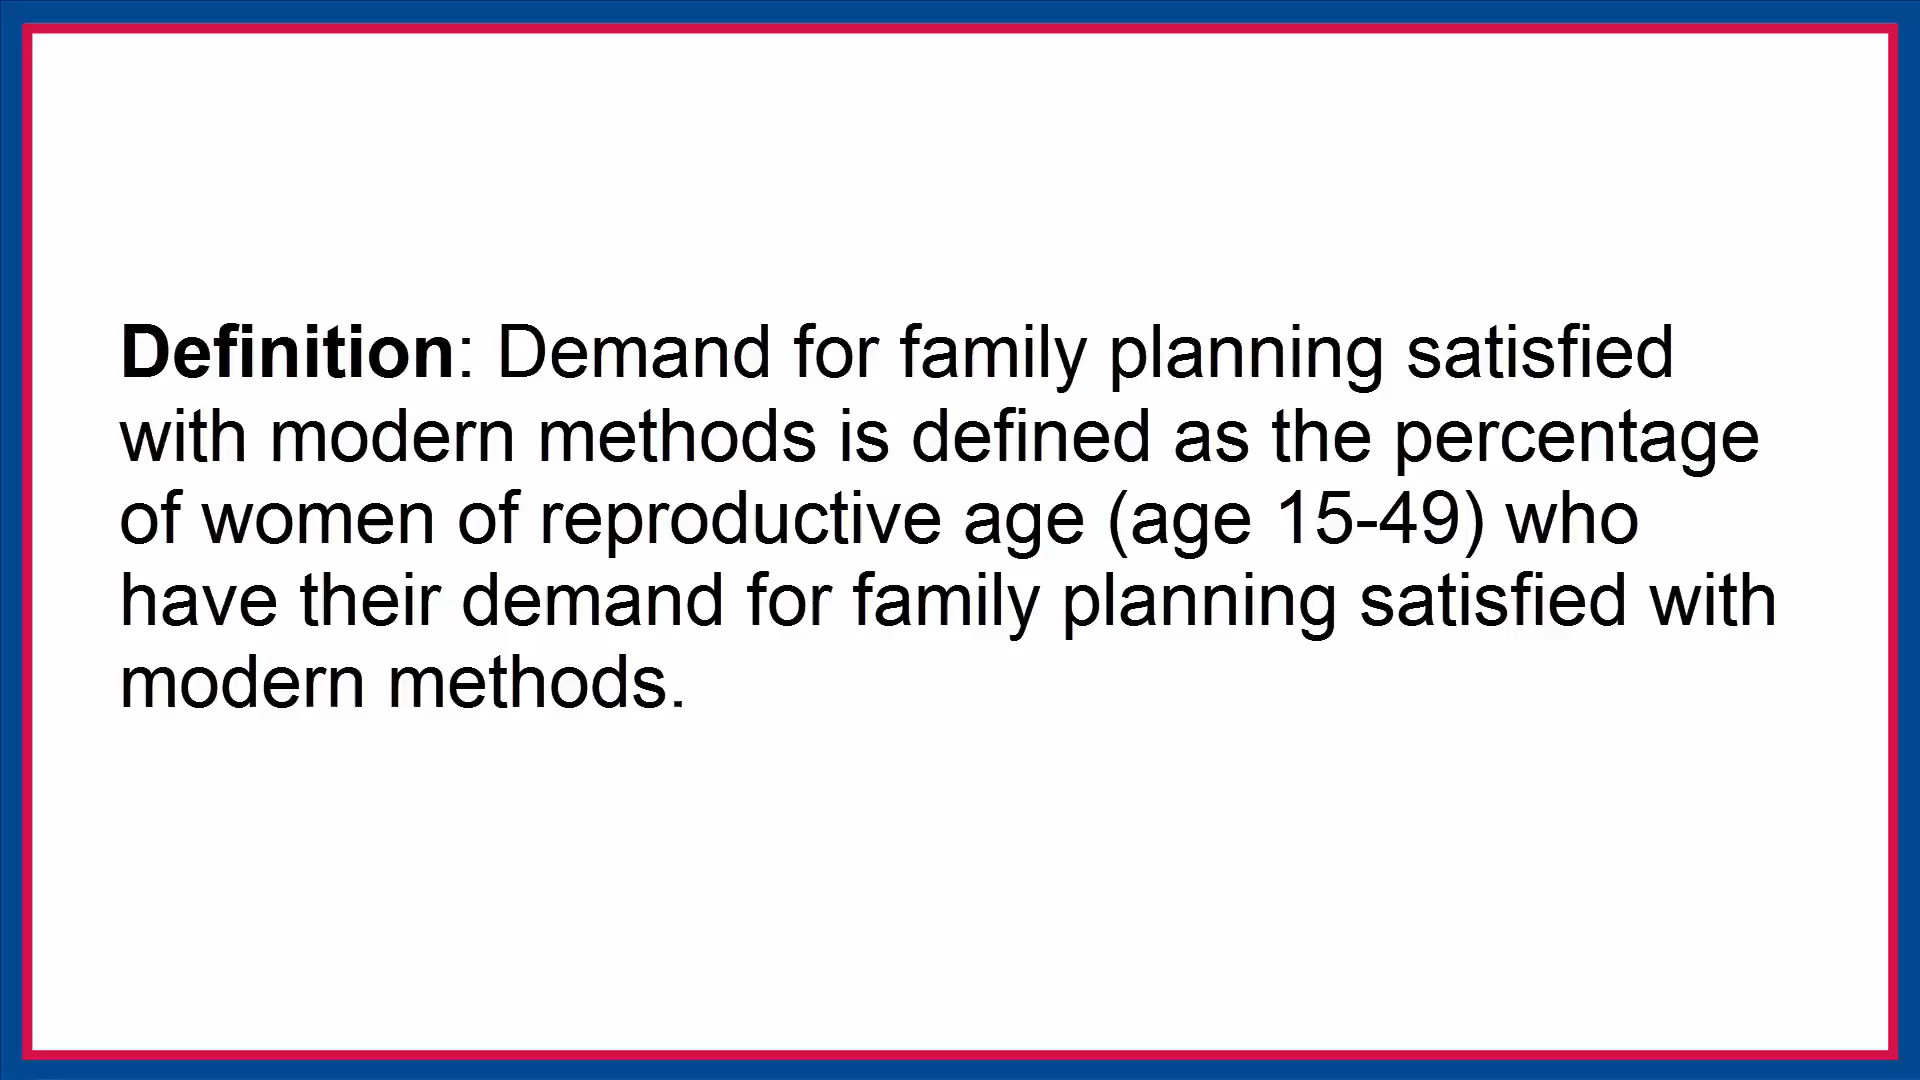 Definition: Demand for family planning satisfied
with modern methods is defined as the percentage
of women of reproductive age (age 15-49) who
have their demand for family planning satisfied with
modern methods.